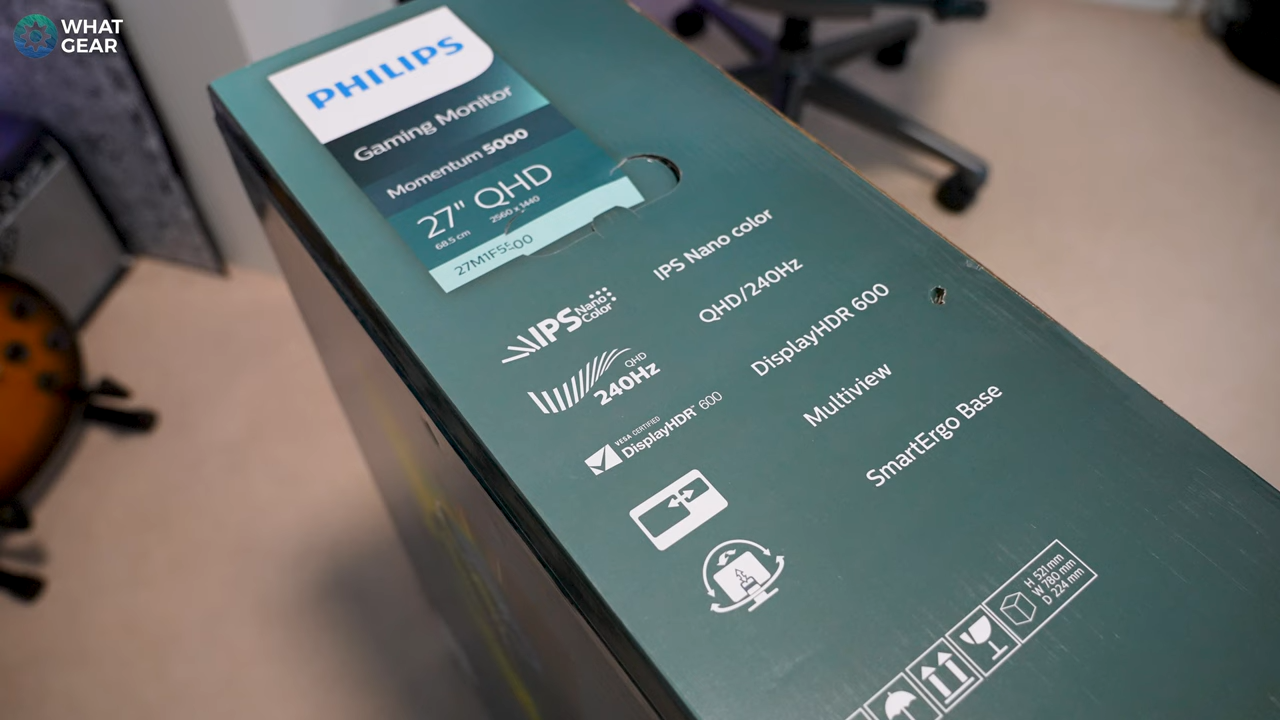 WHAT
GEAR
PHILIPS
Gaming Monitor
Momentum 5000
27" QHD
68.5 cm
2560 x 1440
IPS Nano Color
IPS Nano color
QHD
240Hz
QHD/240Hz
VESA CERTIFIED
DisplayHDR™ 600
DisplayHDR 600
Multiview
SmartErgo Base
H 521 mm
W 780 mm
D 224 mm